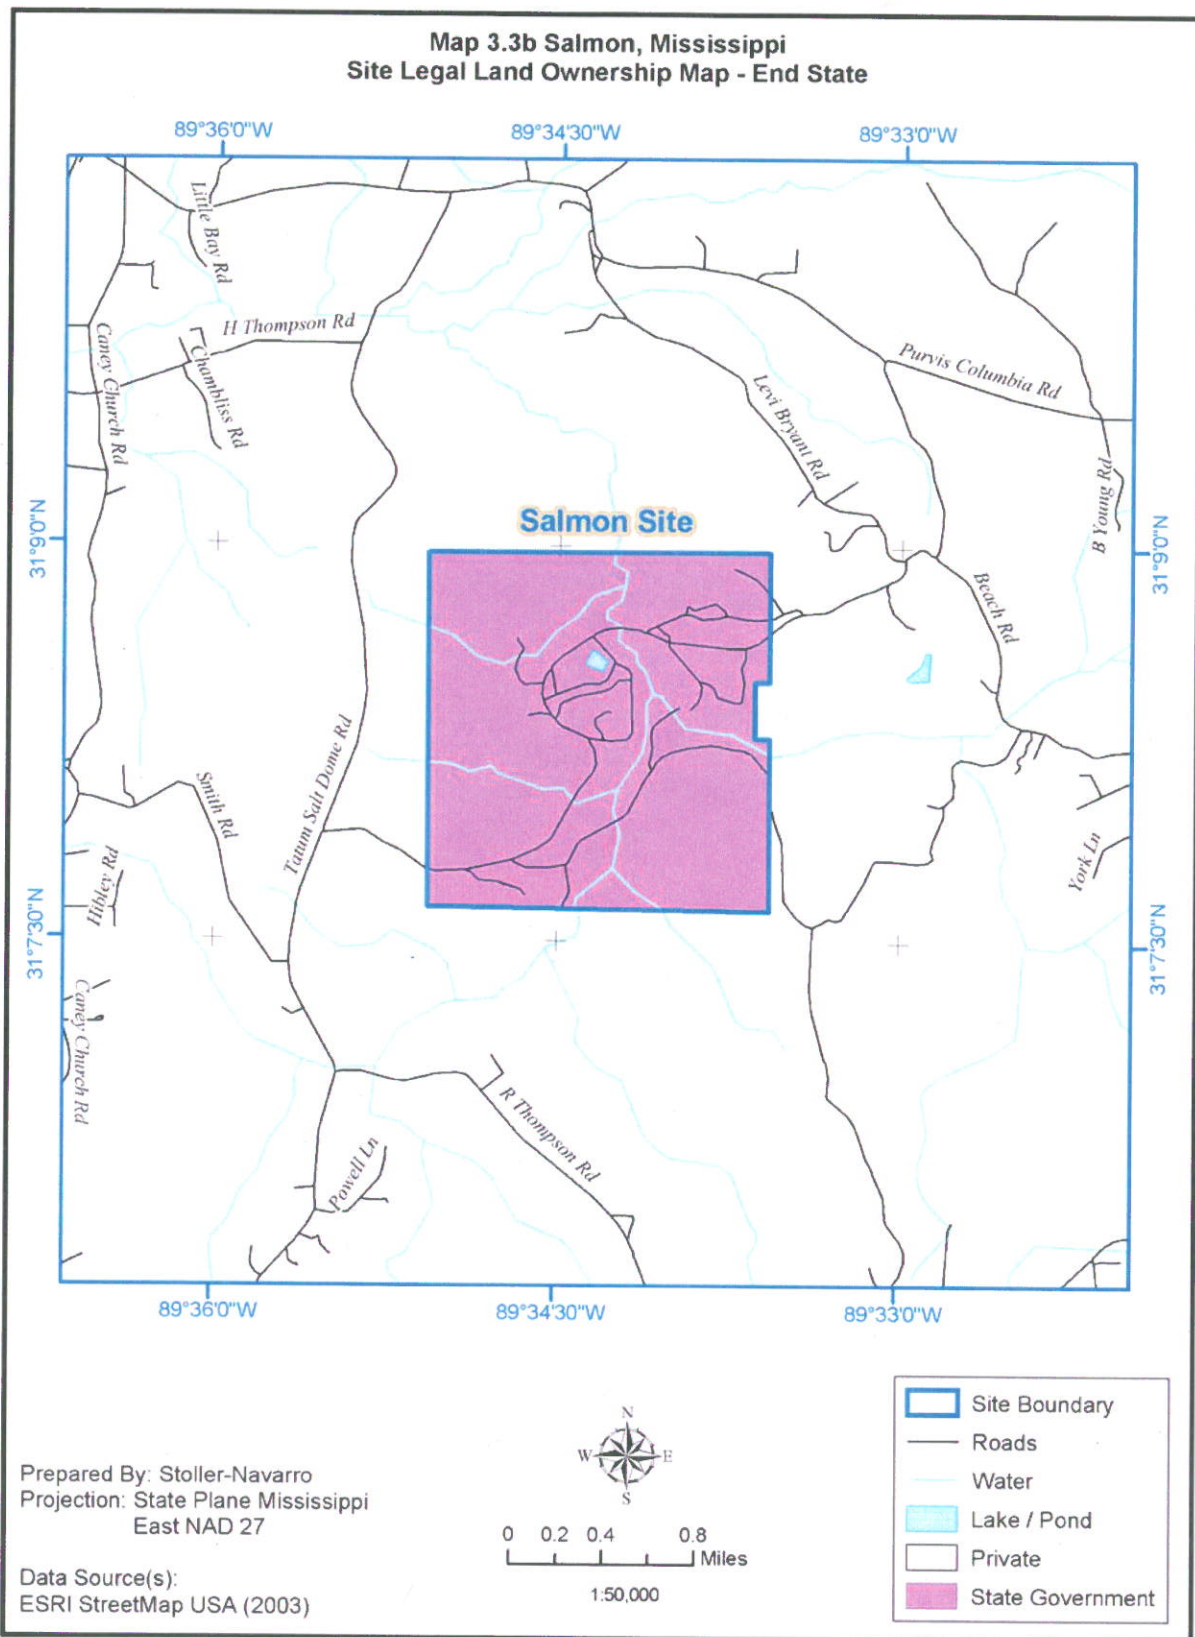 Map 3.3b Salmon, Mississippi
Site Legal Land Ownership Map - End State
89°36'0"W
89°34'30"W
89°33'0"W
Little Bay Rd
H Thompson Rd
Chambliss Rd
Caney Church Rd
Purvis Columbia Rd
Levi Bryant Rd
B Young Rd
31°9'0"N
31°9'0"N
Salmon Site
Beach Rd
Tatum Salt Dome Rd
Smith Rd
Hibley Rd
York Ln
31°7'30"N
31°7'30"N
Caney Church Rd
R Thompson Rd
Powell Ln
89°36'0"W
89°34'30"W
89°33'0"W
N
W
E
S
Prepared By: Stoller-Navarro
Projection: State Plane Mississippi
East NAD 27
Data Source(s):
ESRI StreetMap USA (2003)
0 0.2 0.4 0.8
Miles
1:50,000
Site Boundary
Roads
Water
Lake / Pond
Private
State Government